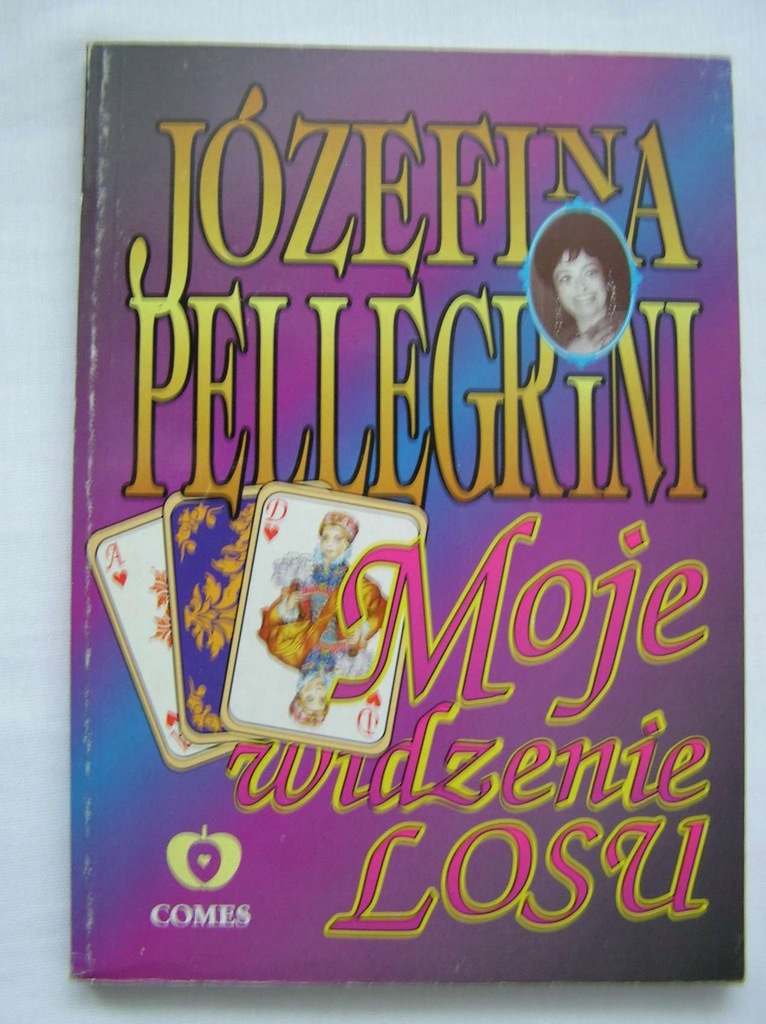 JÓZEFINA
PELLEGRINI
A
D
D
Moje
widzenie
LOSU
COMES